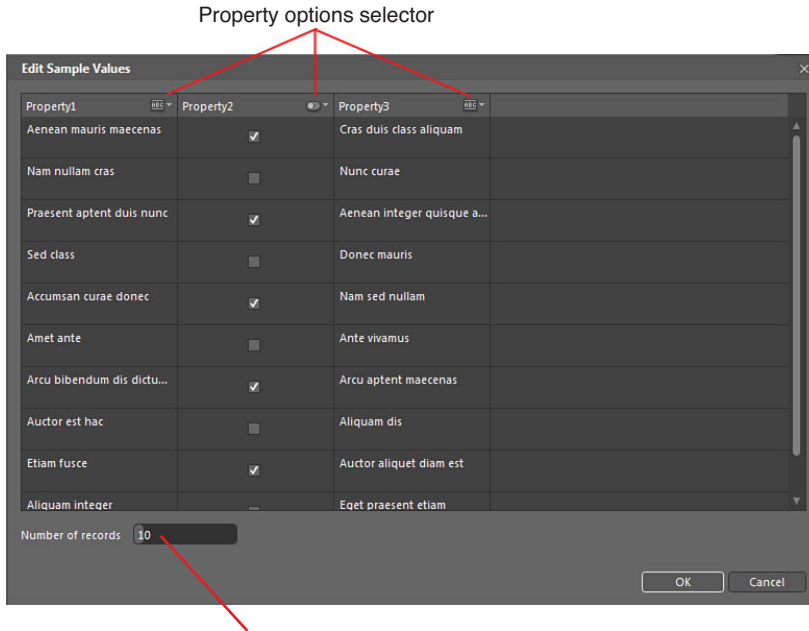 Property options selector
Edit Sample Values
Property1 ABC Property2 Property3 ABC
Aenean mauris maecenas Cras duis class aliquam
Nam nullam cras Nunc curae
Praesent aptent duis nunc Aenean integer quisque a...
Sed class Donec mauris
Accumsan curae donec Nam sed nullam
Amet ante Ante vivamus
Arcu bibendum dis dictu... Arcu aptent maecenas
Auctor est hac Aliquam dis
Etiam fusce Auctor aliquet diam est
Aliquam integer Eget praesent etiam
Number of records 10
OK Cancel